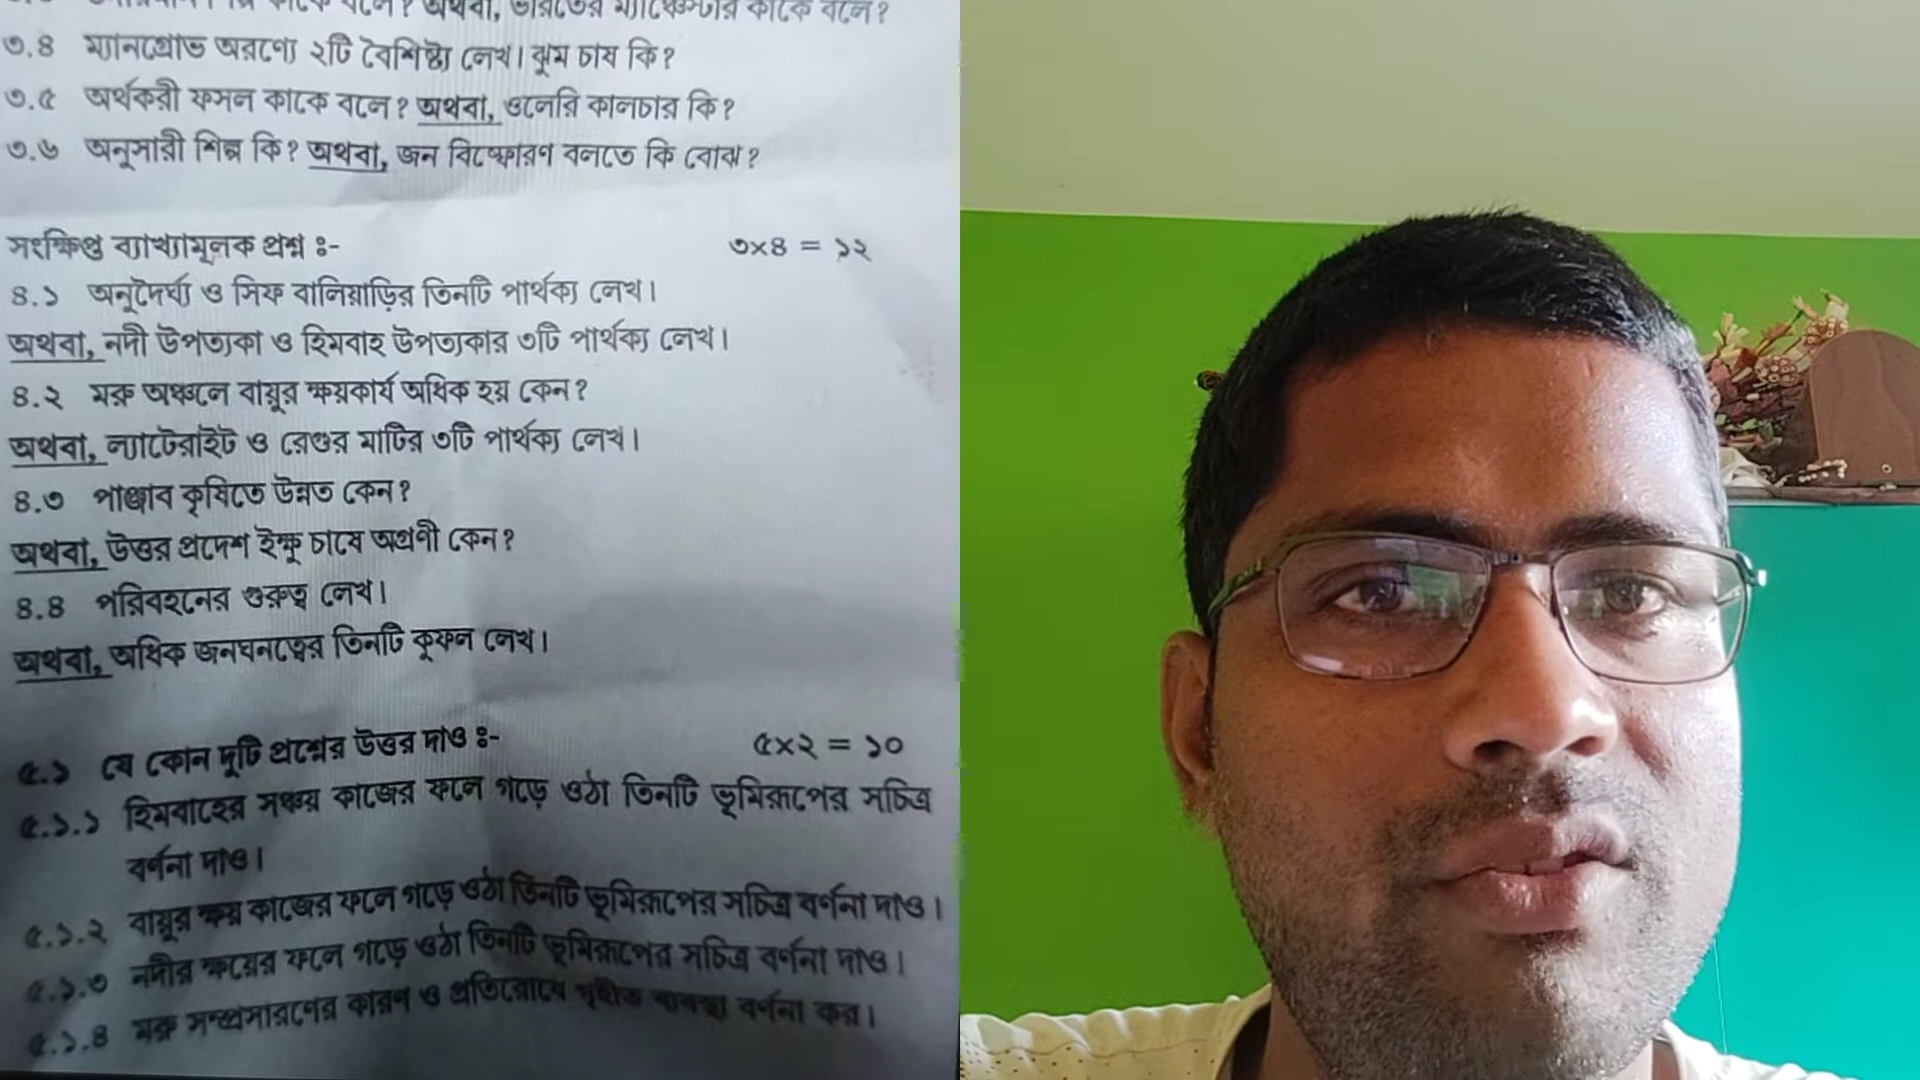 কাকে বলে? অথবা, ভারতের ম্যাঞ্চেস্টার কাকে বলে?
৩.৪ ম্যানগ্রোভ অরণ্যে ২টি বৈশিষ্ট্য লেখ। ঝুম চাষ কি?
৩.৫ অর্থকরী ফসল কাকে বলে? অথবা, ওলেরি কালচার কি?
৩.৬ অনুসারী শিল্প কি? অথবা, জন বিষ্ফোরণ বলতে কি বোঝ?
সংক্ষিপ্ত ব্যাখ্যামূলক প্রশ্ন ঃ- ৩×৪ = ১২
৪.১ অনুদৈর্ঘ্য ও সিফ বালিয়াড়ির তিনটি পার্থক্য লেখ।
অথবা, নদী উপত্যকা ও হিমবাহ উপত্যকার ৩টি পার্থক্য লেখ।
৪.২ মরু অঞ্চলে বায়ুর ক্ষয়কার্য অধিক হয় কেন?
অথবা, ল্যাটেরাইট ও রেগুর মাটির ৩টি পার্থক্য লেখ।
৪.৩ পাঞ্জাব কৃষিতে উন্নত কেন?
অথবা, উত্তর প্রদেশ ইক্ষু চাষে অগ্রণী কেন?
৪.৪ পরিবহনের গুরুত্ব লেখ।
অথবা, অধিক জনঘনত্বের তিনটি কুফল লেখ।
৫.১ যে কোন দুটি প্রশ্নের উত্তর দাও ঃ- ৫×২ = ১০
৫.১.১ হিমবাহের সঞ্চয় কাজের ফলে গড়ে ওঠা তিনটি ভূমিরূপের সচিত্র
বর্ণনা দাও।
৫.১.২ বায়ুর ক্ষয় কাজের ফলে গড়ে ওঠা তিনটি ভূমিরূপের সচিত্র বর্ণনা দাও।
৫.১.৩ নদীর ক্ষয়ের ফলে গড়ে ওঠা তিনটি ভূমিরূপের সচিত্র বর্ণনা দাও।
৫.১.৪ মরু সম্প্রসারণের কারণ ও প্রতিরোধে গৃহীত ব্যবস্থা বর্ণনা কর।